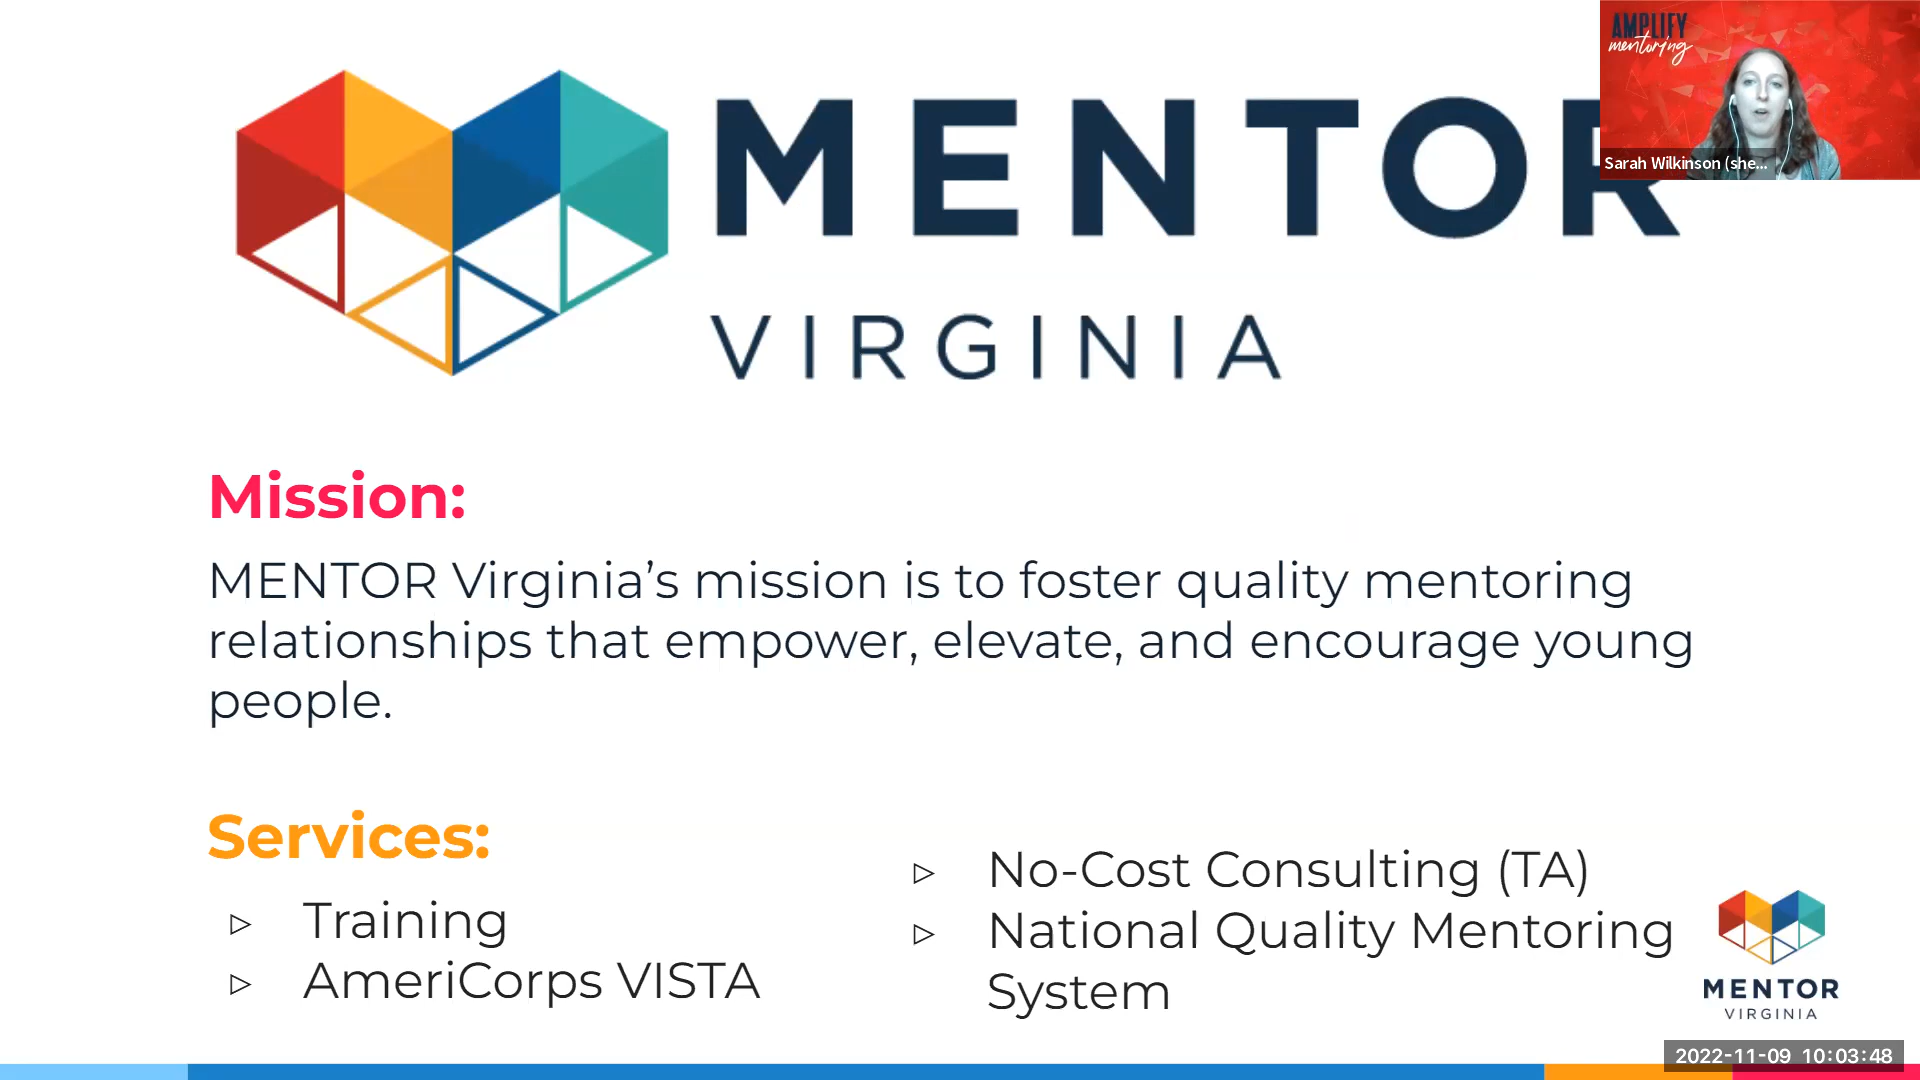 AMPLIFY
mentoring
Sarah Wilkinson (she...
MENTOR
VIRGINIA
Mission:
MENTOR Virginia’s mission is to foster quality mentoring
relationships that empower, elevate, and encourage young
people.
Services:
▹ Training
▹ AmeriCorps VISTA
▹ No-Cost Consulting (TA)
▹ National Quality Mentoring
System
MENTOR
VIRGINIA
2022-11-09 10:03:48